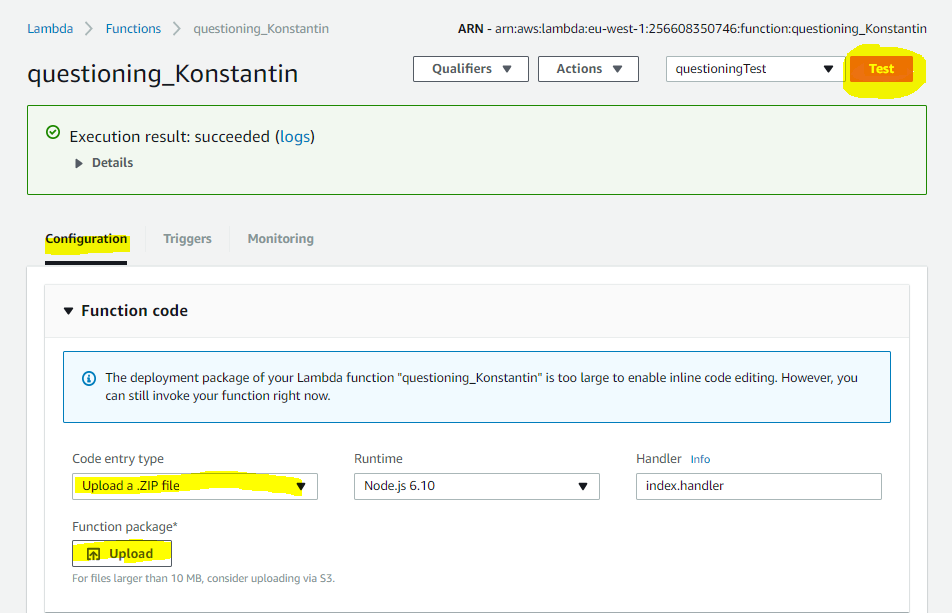 Lambda > Functions > questioning_Konstantin
ARN - arn:aws:lambda:eu-west-1:256608350746:function:questioning_Konstantin
questioning_Konstantin
Qualifiers
Actions
questioningTest
Test
Execution result: succeeded (logs)
Details
Configuration
Triggers
Monitoring
Function code
The deployment package of your Lambda function "questioning_Konstantin" is too large to enable inline code editing. However, you
can still invoke your function right now.
Code entry type
Runtime
Handler Info
Upload a .ZIP file
Node.js 6.10
index.handler
Function package*
Upload
For files larger than 10 MB, consider uploading via S3.